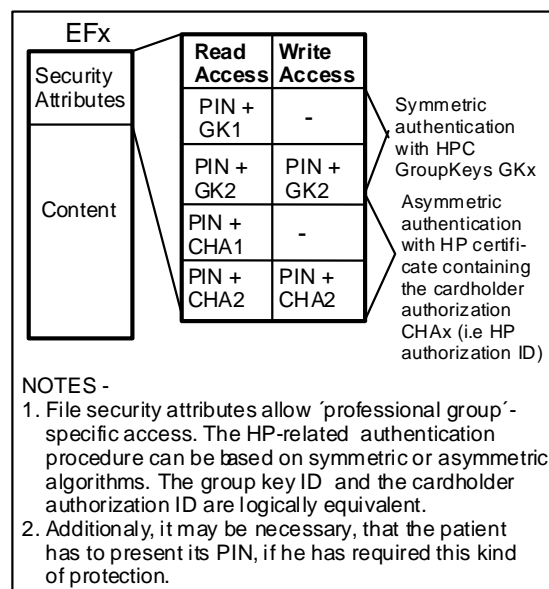 EFx
Security
Attributes
Content
Read Access
Write Access
PIN + GK1
-
PIN + GK2
PIN + GK2
PIN + CHA1
-
PIN + CHA2
PIN + CHA2
Symmetric
authentication
with HPC
GroupKeys GKx
Asymmetric
authentication
with HP certifi-
cate containing
the cardholder
authorization
CHAx (i.e HP
authorization ID)
NOTES -
1. File security attributes allow ´professional group´-
specific access. The HP-related authentication
procedure can be based on symmetric or asymmetric
algorithms. The group key ID and the cardholder
authorization ID are logically equivalent.
2. Additionaly, it may be necessary, that the patient
has to present its PIN, if he has required this kind
of protection.